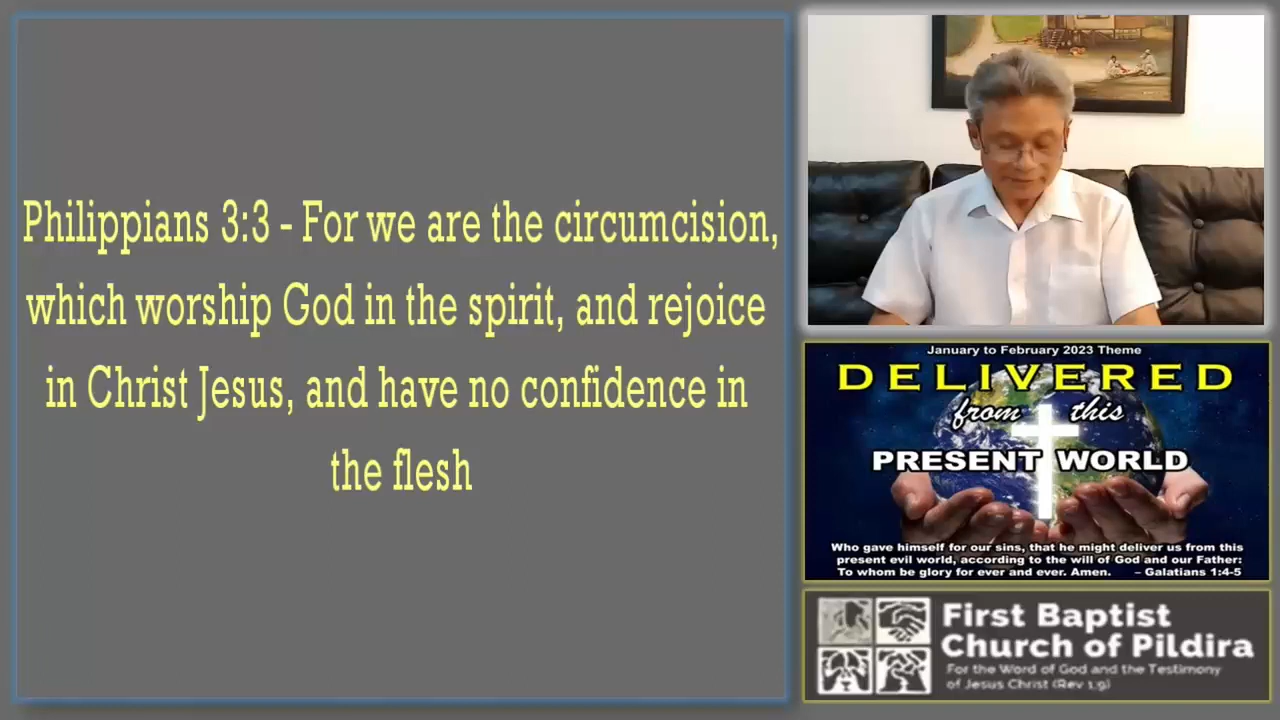 Philippians 3:3 - For we are the circumcision,
which worship God in the spirit, and rejoice
in Christ Jesus, and have no confidence in
the flesh
January to February 2023 Theme
DELIVERED
from this
PRESENT WORLD
Who gave himself for our sins, that he might deliver us from this
present evil world, according to the will of God and our Father:
To whom be glory for ever and ever. Amen. – Galatians 1:4-5
First Baptist
Church of Pildira
For the Word of God and the Testimony
of Jesus Christ (Rev 1:9)